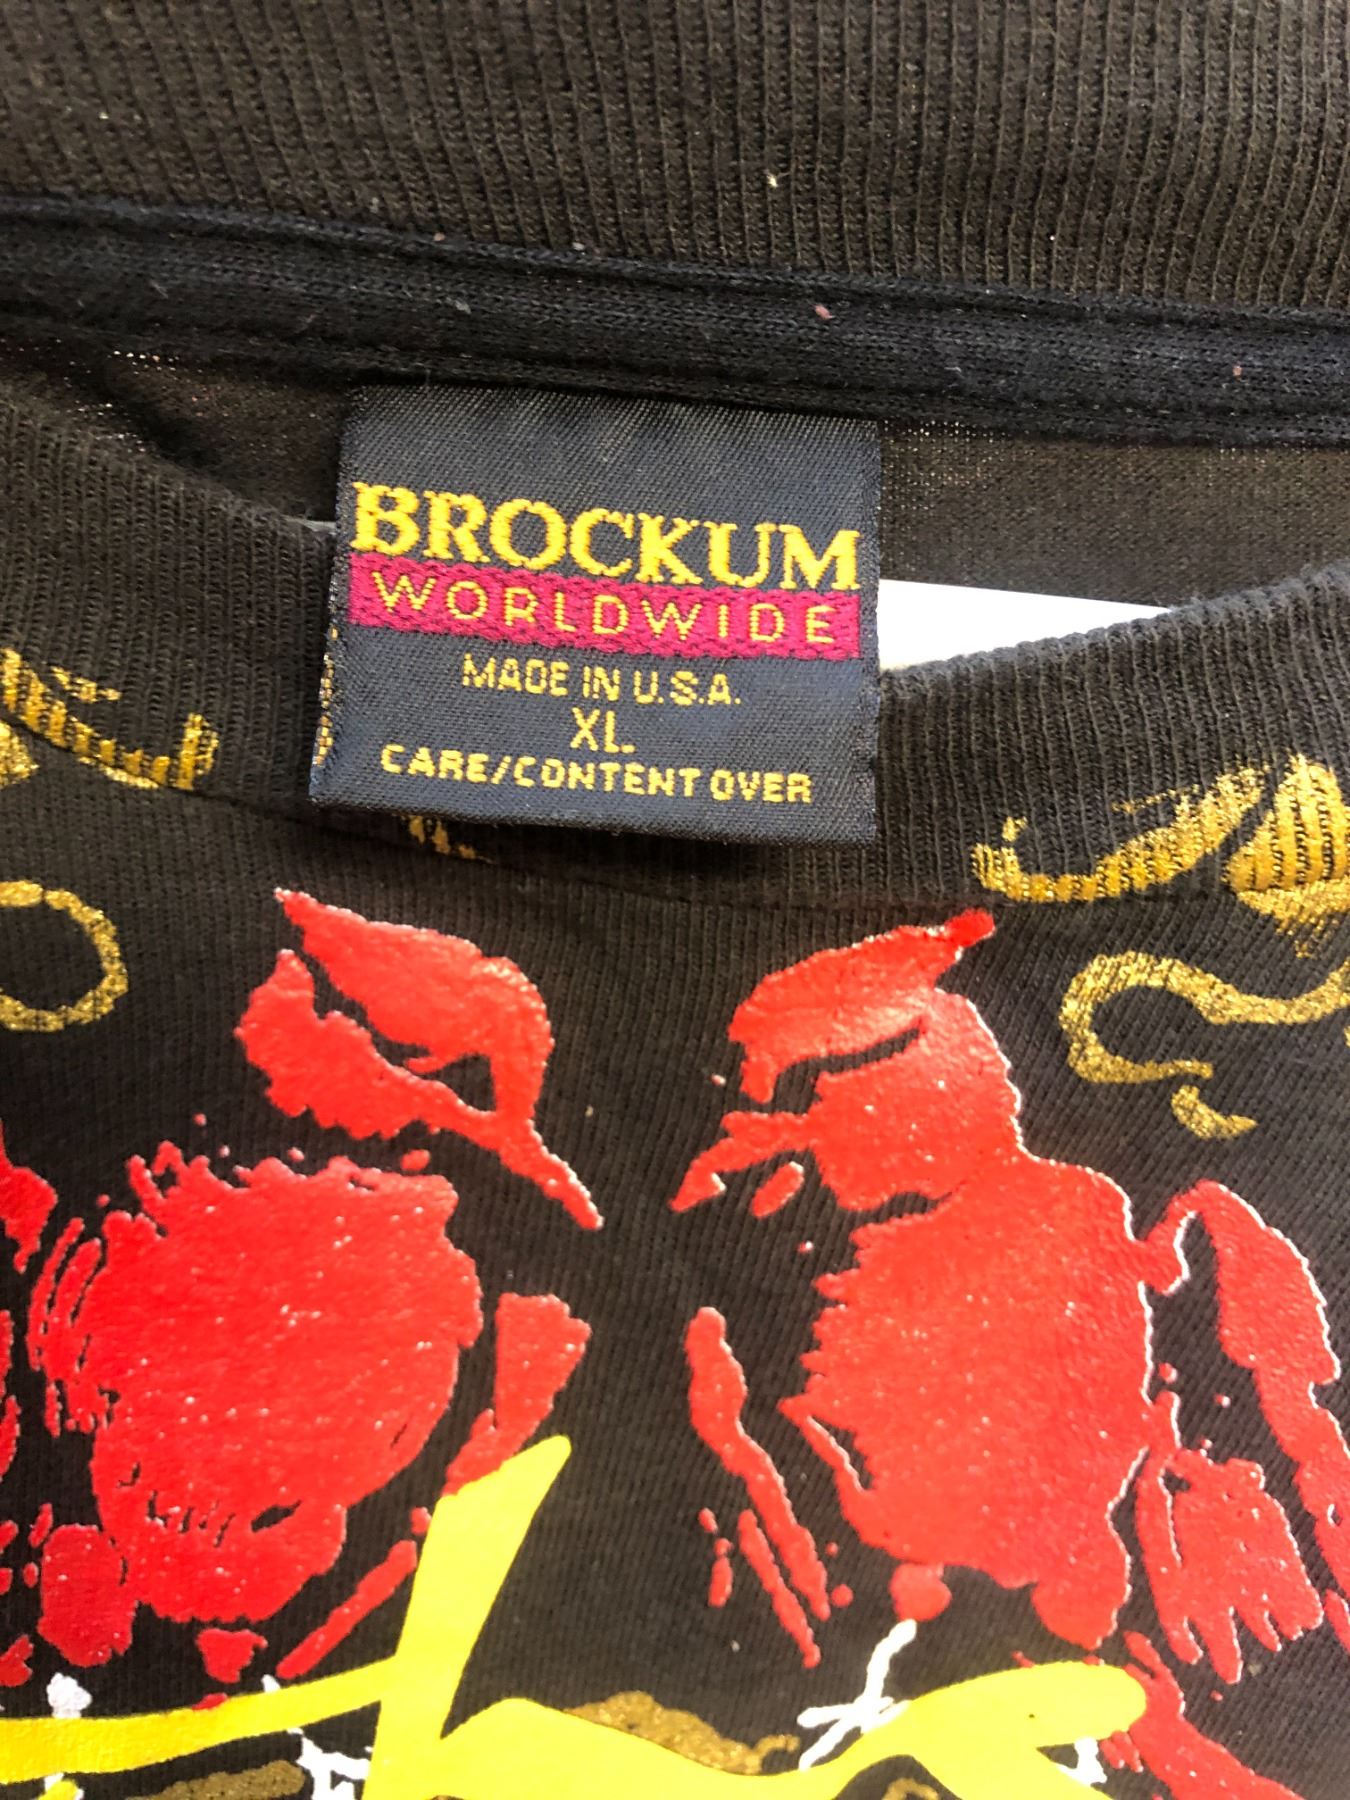 BROCKUM
WORLDWIDE
MADE IN U.S.A.
XL.
CARE/CONTENT OVER